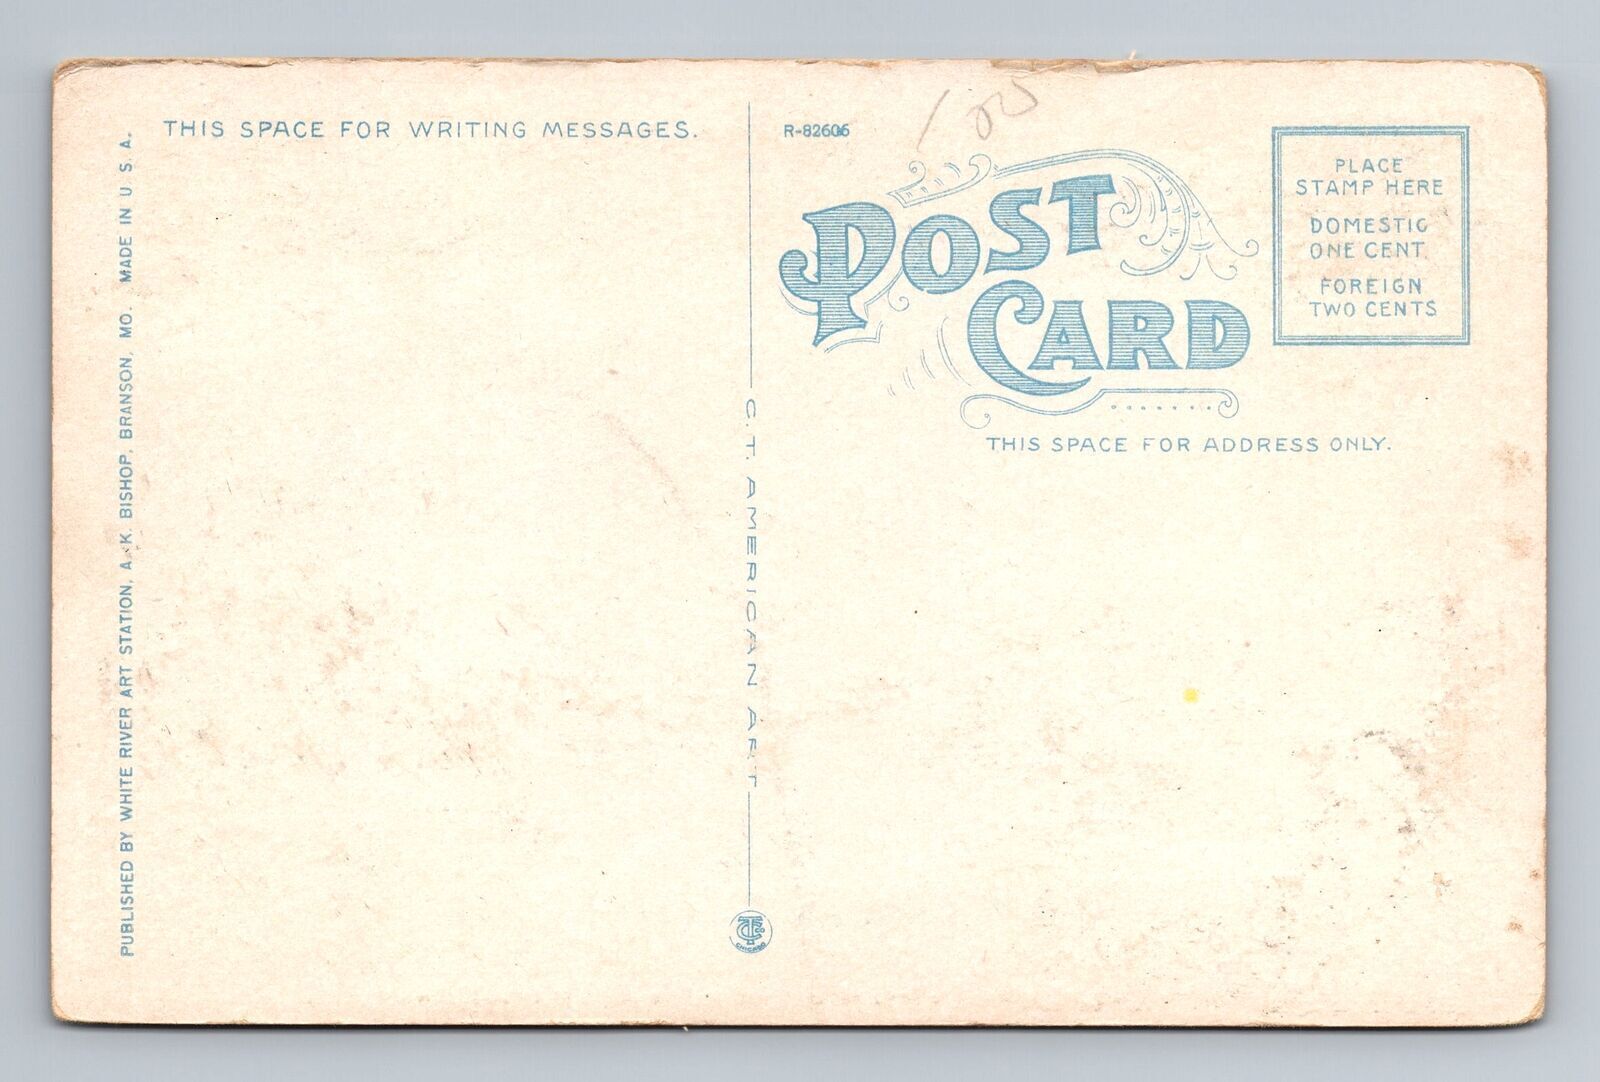 THIS SPACE FOR WRITING MESSAGES.
PUBLISHED BY WHITE RIVER ART STATION, A. K. BISHOP, BRANSON, MO. MADE IN U. S. A.
C. T. AMERICAN ART
CHICAGO
R-82606
POST
CARD
THIS SPACE FOR ADDRESS ONLY.
PLACE
STAMP HERE
DOMESTIC
ONE CENT
FOREIGN
TWO CENTS